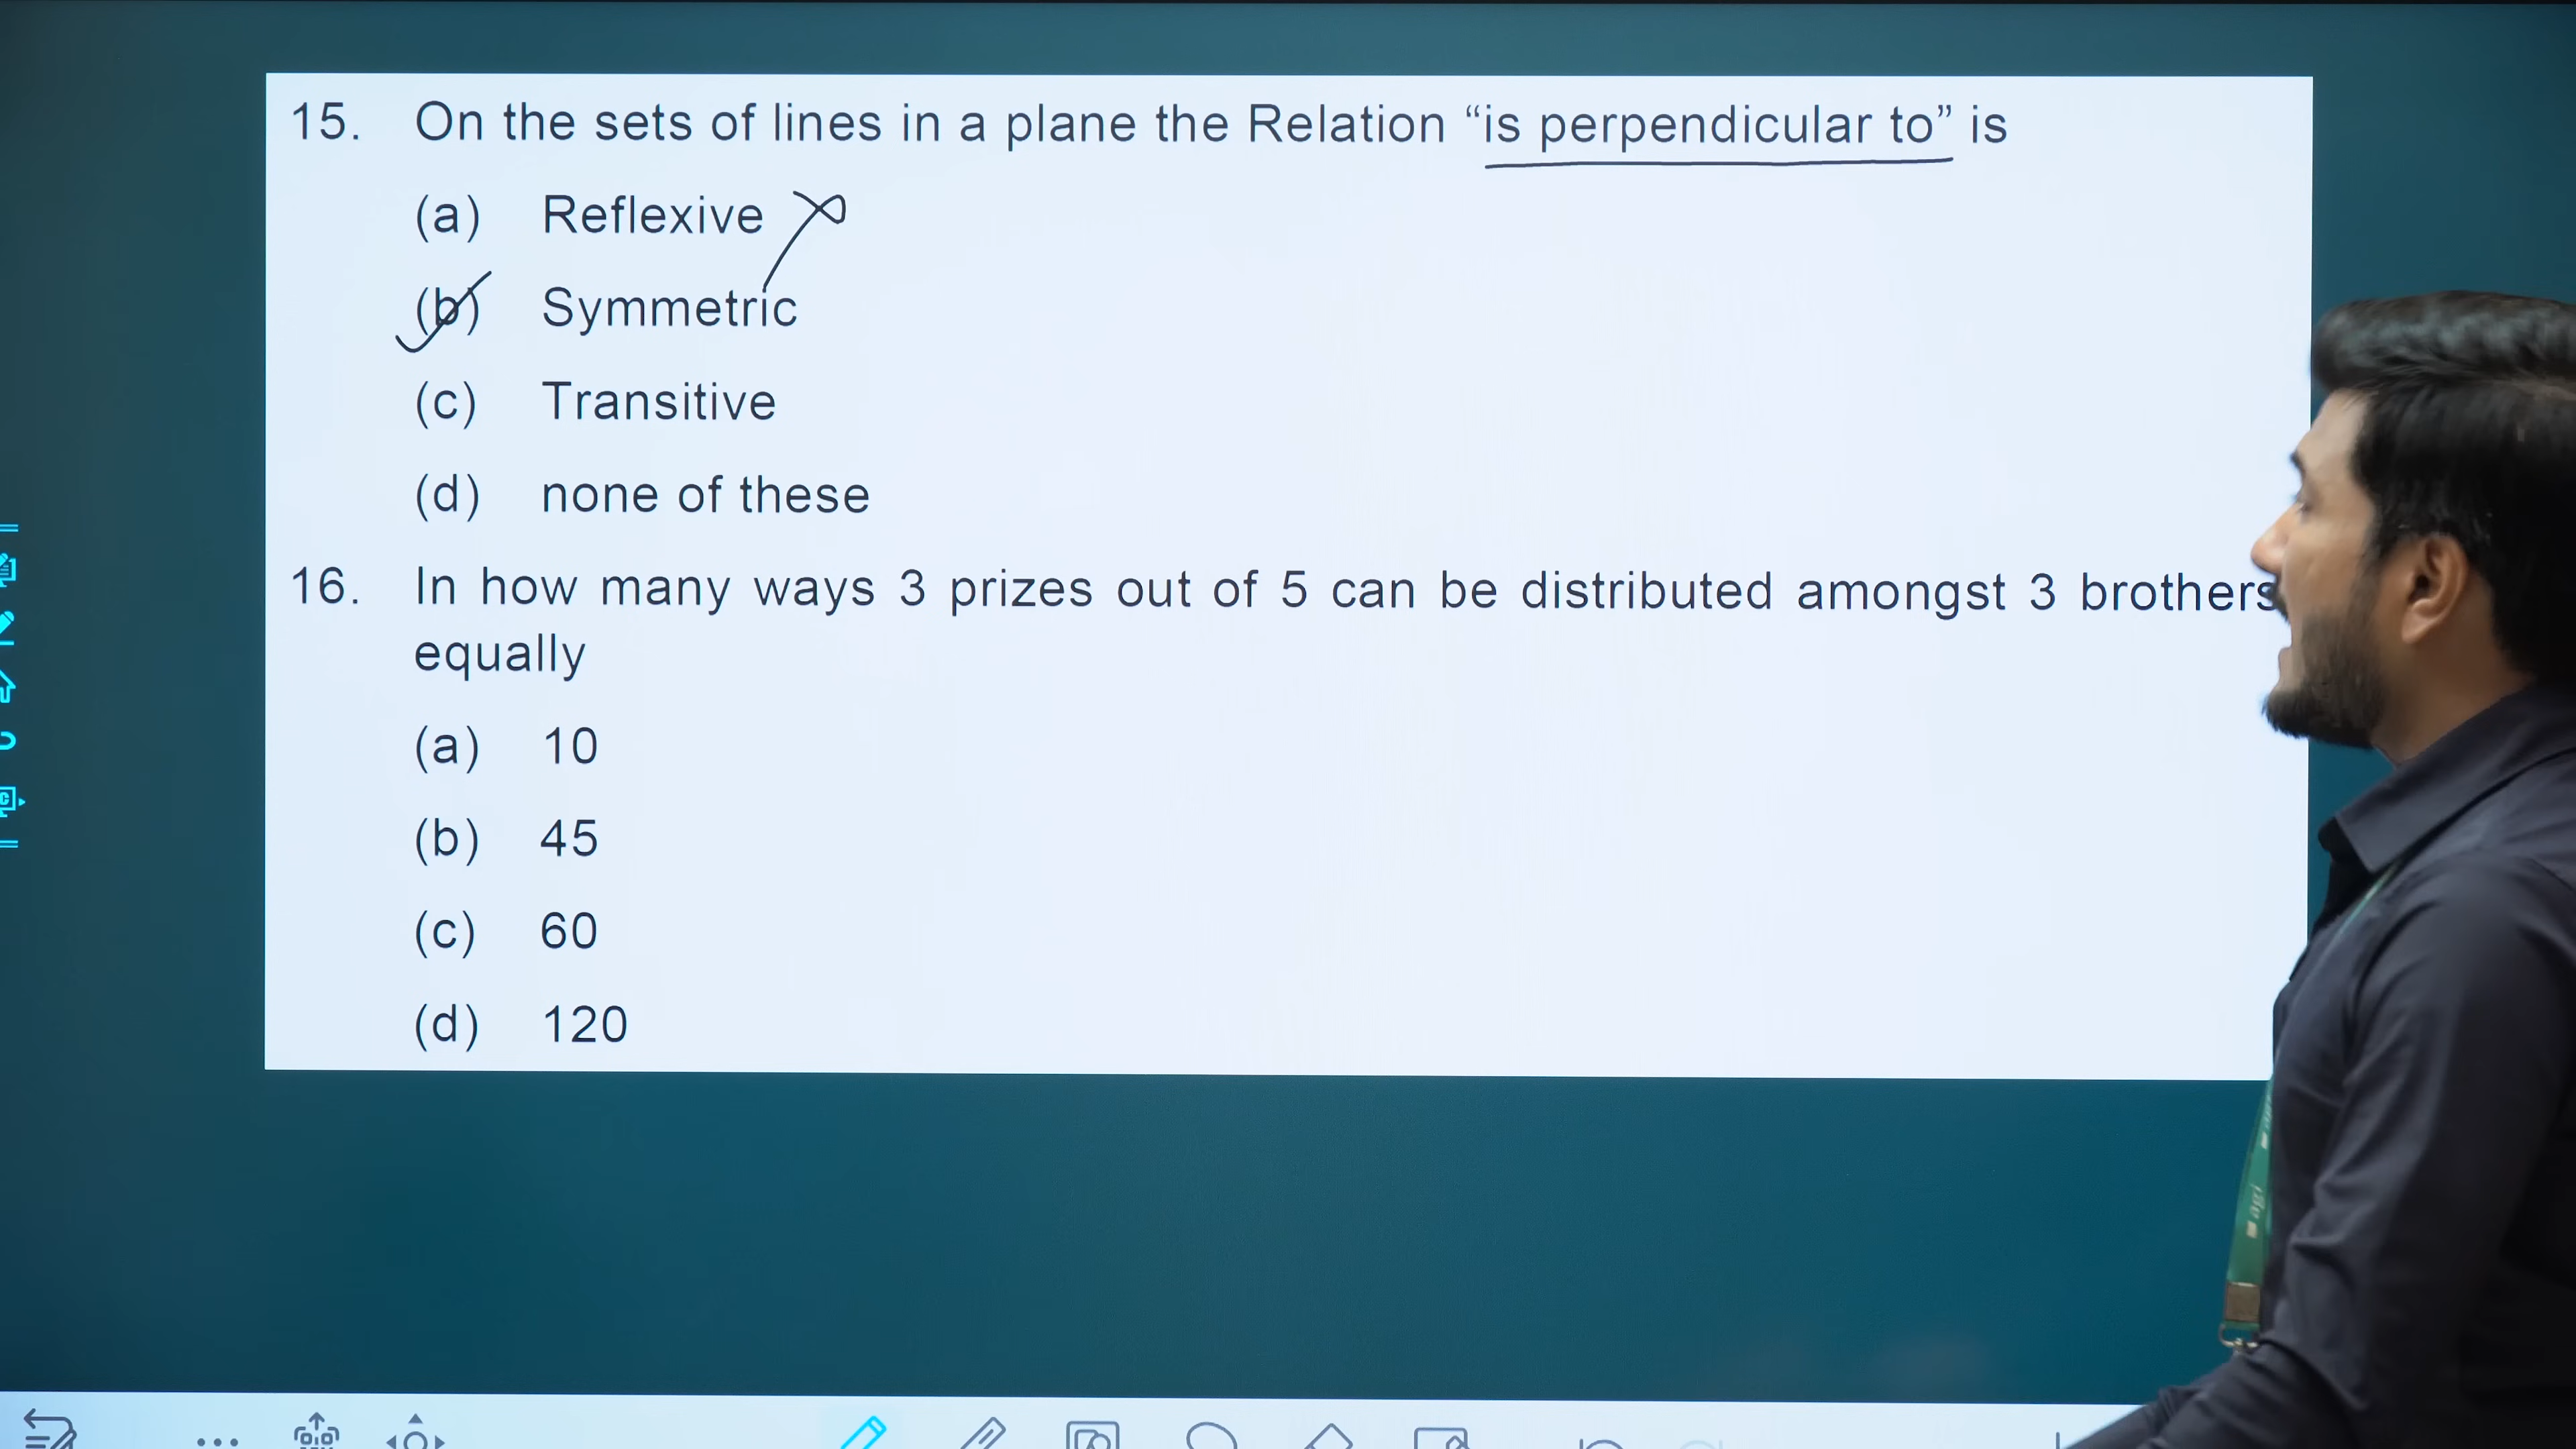 15. On the sets of lines in a plane the Relation “is perpendicular to” is
(a) Reflexive
(b) Symmetric
(c) Transitive
(d) none of these
16. In how many ways 3 prizes out of 5 can be distributed amongst 3 brothers
equally
(a) 10
(b) 45
(c) 60
(d) 120